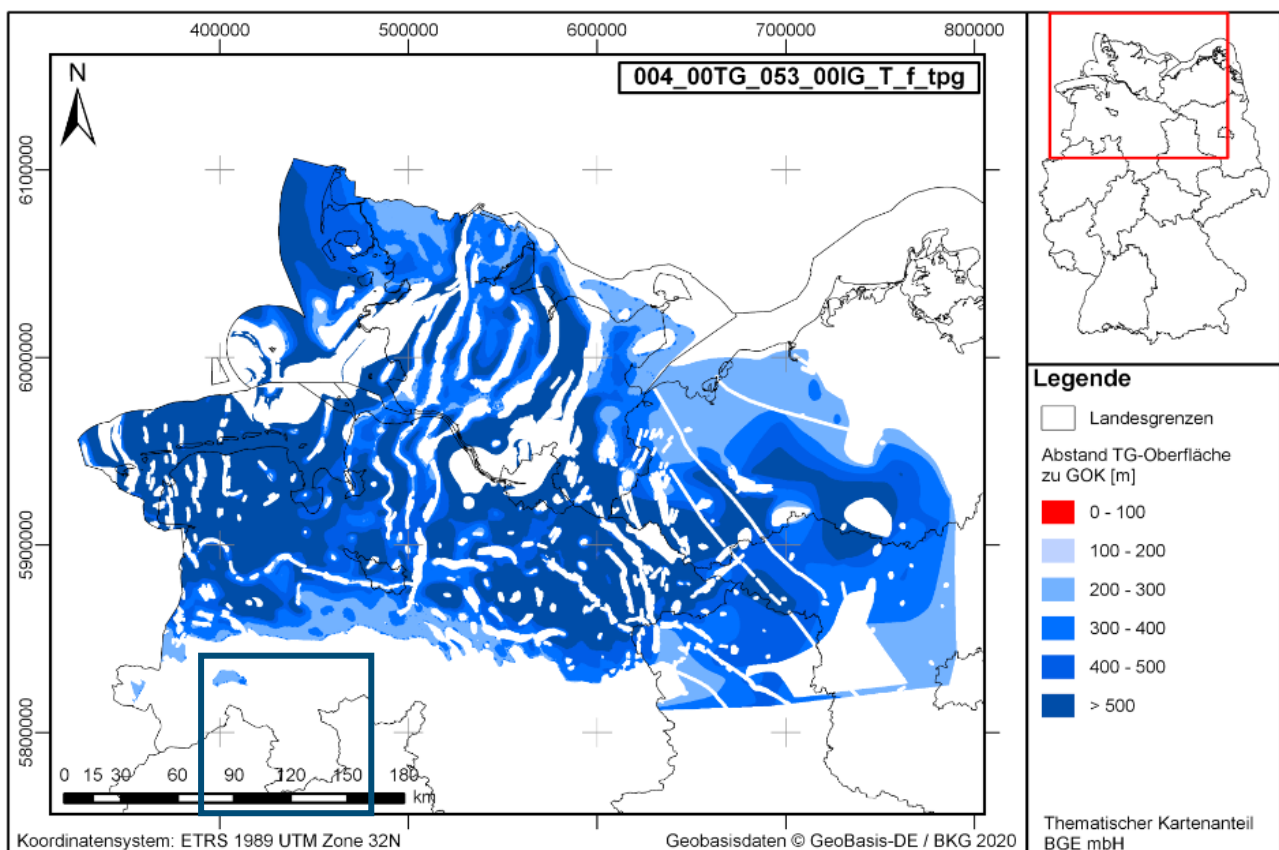 400000 500000 600000 700000 800000
N
004_00TG_053_00IG_T_f_tpg
6100000
6000000
5900000
5800000
0 15 30 60 90 120 150 180
km
Koordinatensystem: ETRS 1989 UTM Zone 32N
Geobasisdaten © GeoBasis-DE / BKG 2020
Legende
Landesgrenzen
Abstand TG-Oberfläche
zu GOK [m]
0 - 100
100 - 200
200 - 300
300 - 400
400 - 500
> 500
Thematischer Kartenanteil
BGE mbH